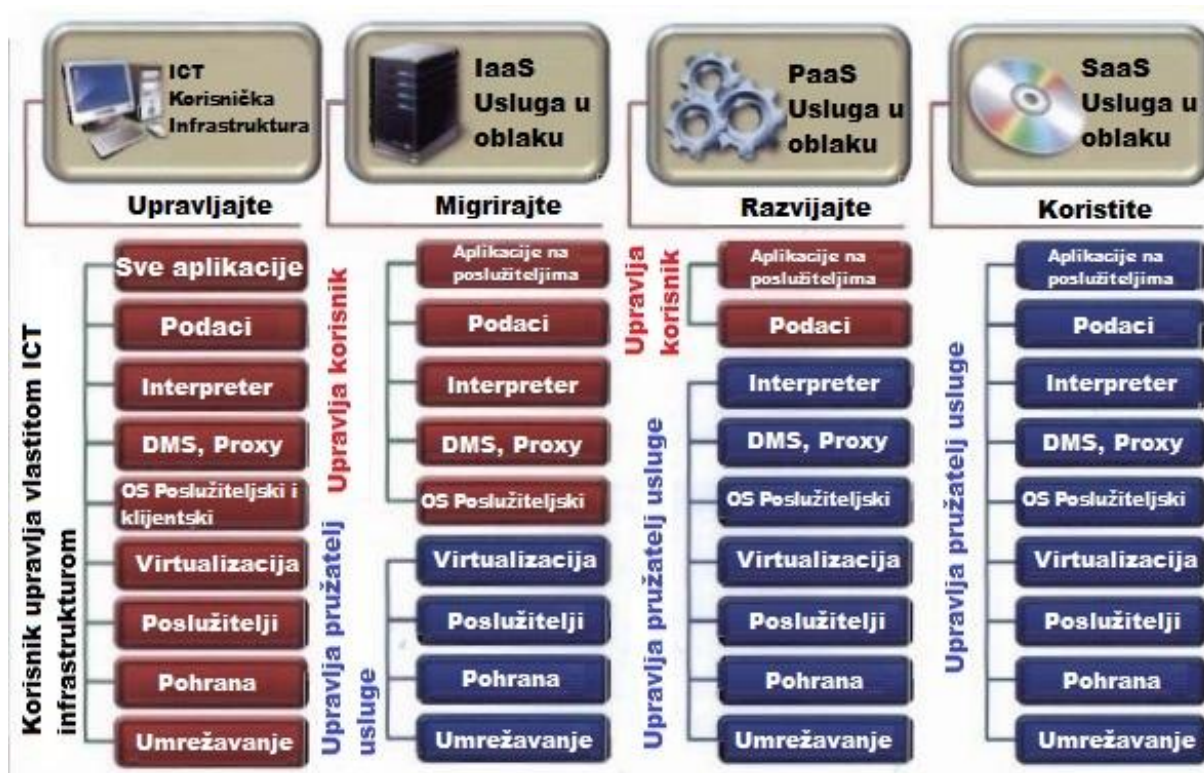 ICT
Korisnička
Infrastruktura
Upravljajte
Korisnik upravlja vlastitom ICT
infrastrukturom
Sve aplikacije
Podaci
Interpreter
DMS, Proxy
OS Poslužiteljski i
klijentski
Virtualizacija
Poslužitelji
Pohrana
Umrežavanje
IaaS
Usluga u
oblaku
Migrirajte
Upravlja korisnik
Aplikacije na
poslužiteljima
Podaci
Interpreter
DMS, Proxy
OS Poslužiteljski
Upravlja pružatelj
usluge
Virtualizacija
Poslužitelji
Pohrana
Umrežavanje
PaaS
Usluga u
oblaku
Razvijajte
Upravlja
korisnik
Aplikacije na
poslužiteljima
Podaci
Upravlja pružatelj usluge
Interpreter
DMS, Proxy
OS Poslužiteljski
Virtualizacija
Poslužitelji
Pohrana
Umrežavanje
SaaS
Usluga u
oblaku
Koristite
Upravlja pružatelj usluge
Aplikacije na
poslužiteljima
Podaci
Interpreter
DMS, Proxy
OS Poslužiteljski
Virtualizacija
Poslužitelji
Pohrana
Umrežavanje